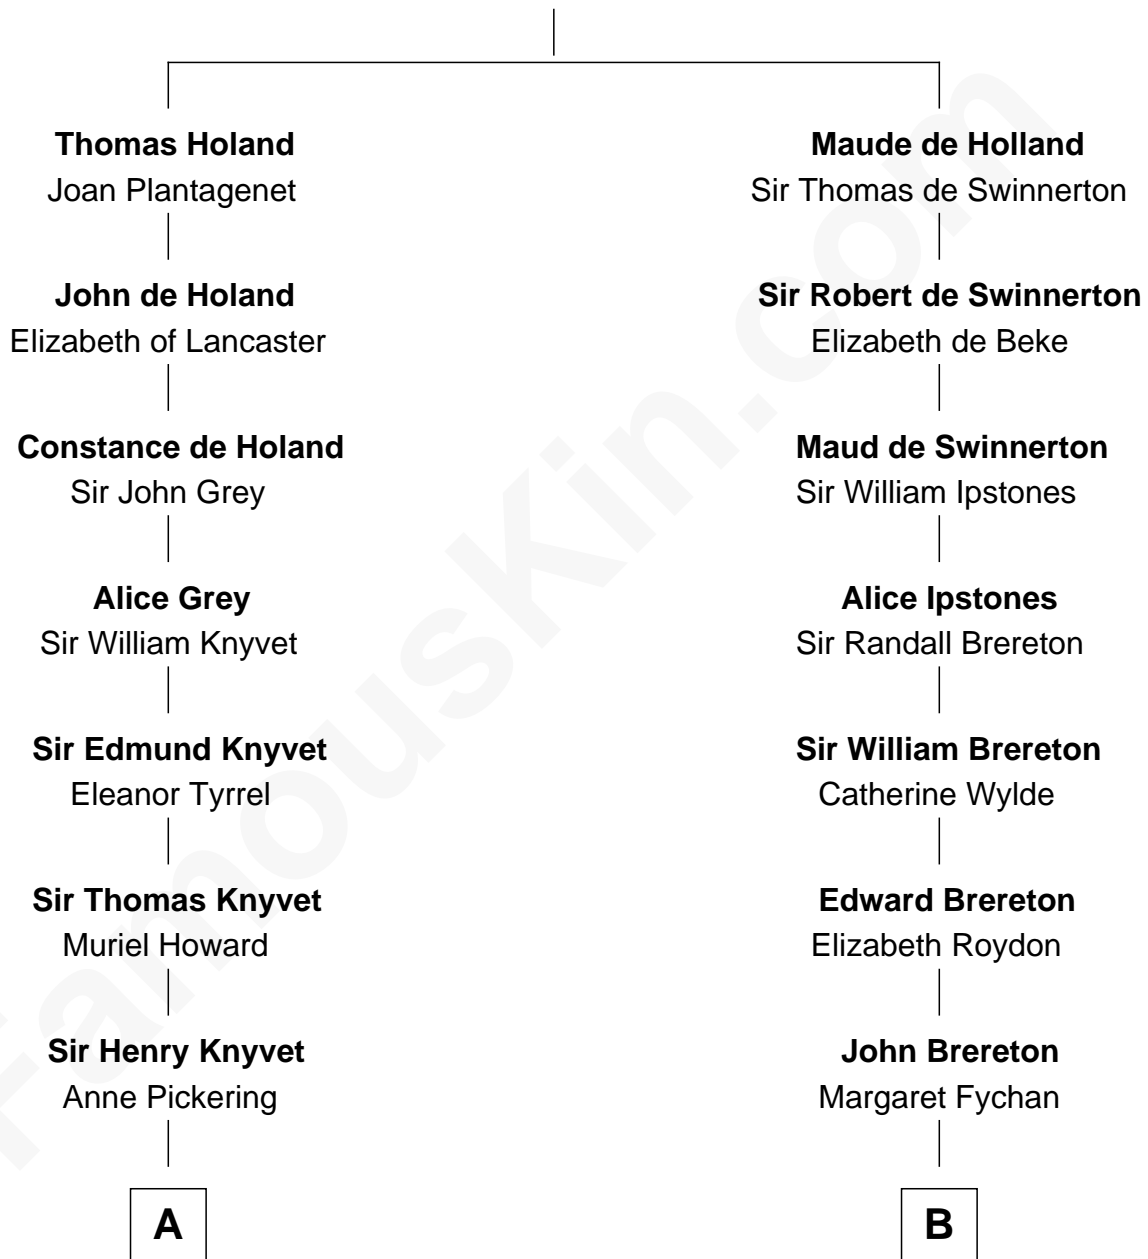 Thomas Holand
Joan Plantagenet
John de Holand
Elizabeth of Lancaster
Constance de Holand
Sir John Grey
Alice Grey
Sir William Knyvet
Sir Edmund Knyvet
Eleanor Tyrrel
Sir Thomas Knyvet
Muriel Howard
Sir Henry Knyvet
Anne Pickering
A
Maude de Holland
Sir Thomas de Swinnerton
Sir Robert de Swinnerton
Elizabeth de Beke
Maud de Swinnerton
Sir William Ipstones
Alice Ipstones
Sir Randall Brereton
Sir William Brereton
Catherine Wylde
Edward Brereton
Elizabeth Roydon
John Brereton
Margaret Fychan
B
FamousKin.com